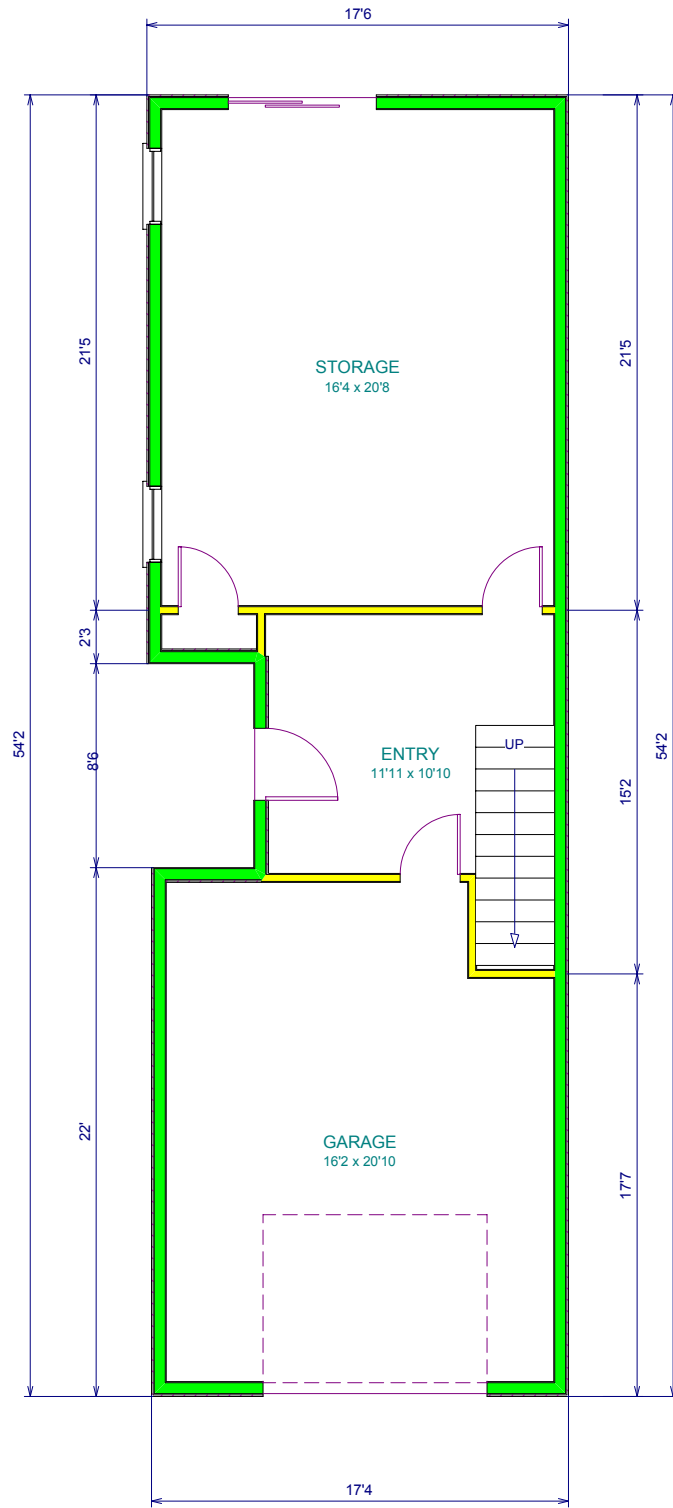 17'6
21'5
21'5
STORAGE
16'4 x 20'8
2'3
54'2
8'6
ENTRY
11'11 x 10'10
UP
15'2
54'2
22'
GARAGE
16'2 x 20'10
17'7
17'4